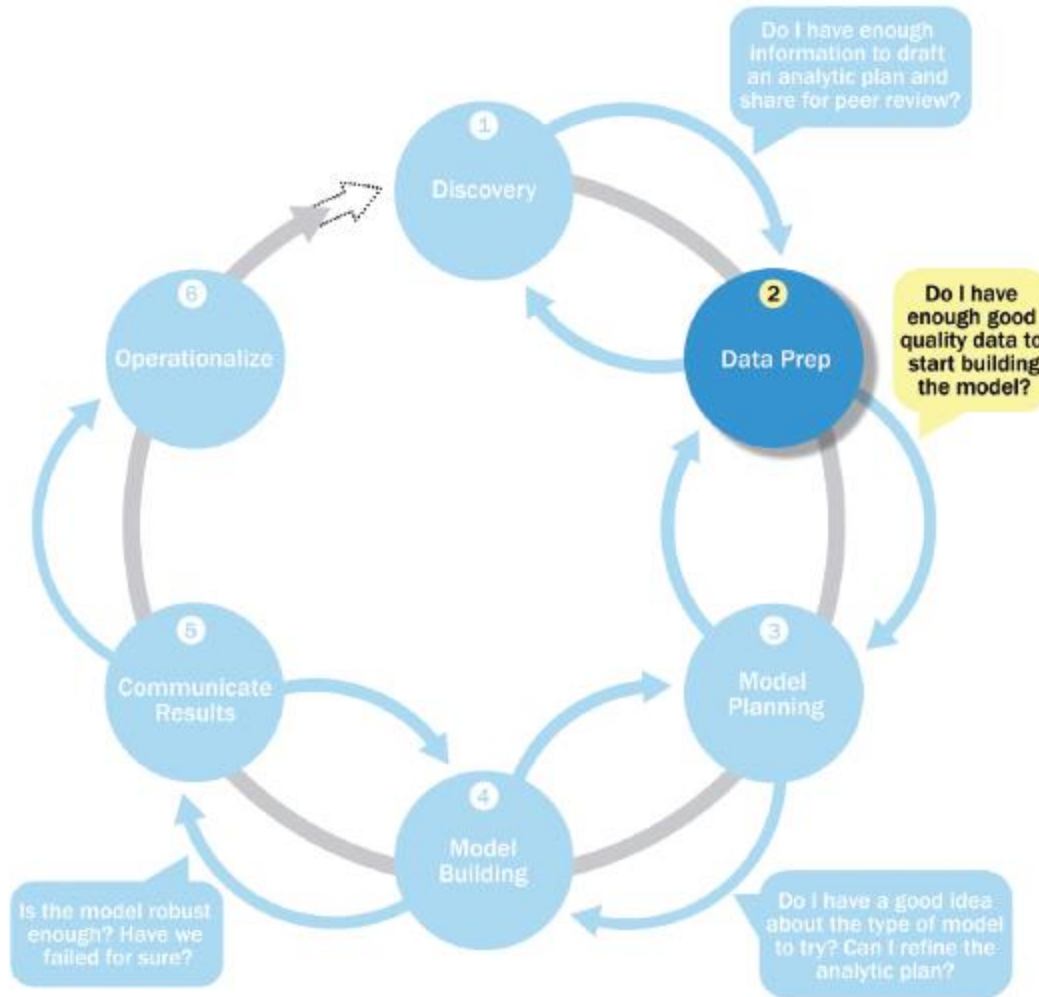 Do I have enough
information to draft
an analytic plan and
share for peer review?
1
Discovery
2
Data Prep
Do I have
enough good
quality data to
start building
the model?
6
Operationalize
3
Model
Planning
5
Communicate
Results
4
Model
Building
Is the model robust
enough? Have we
failed for sure?
Do I have a good idea
about the type of model
to try? Can I refine the
analytic plan?